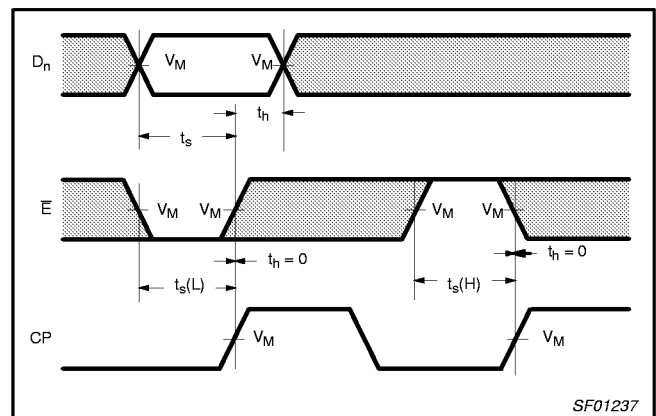 Dn
VM VM
ts
th
E
VM VM VM VM
th = 0
th = 0
ts(L)
ts(H)
CP
VM
VM
SF01237